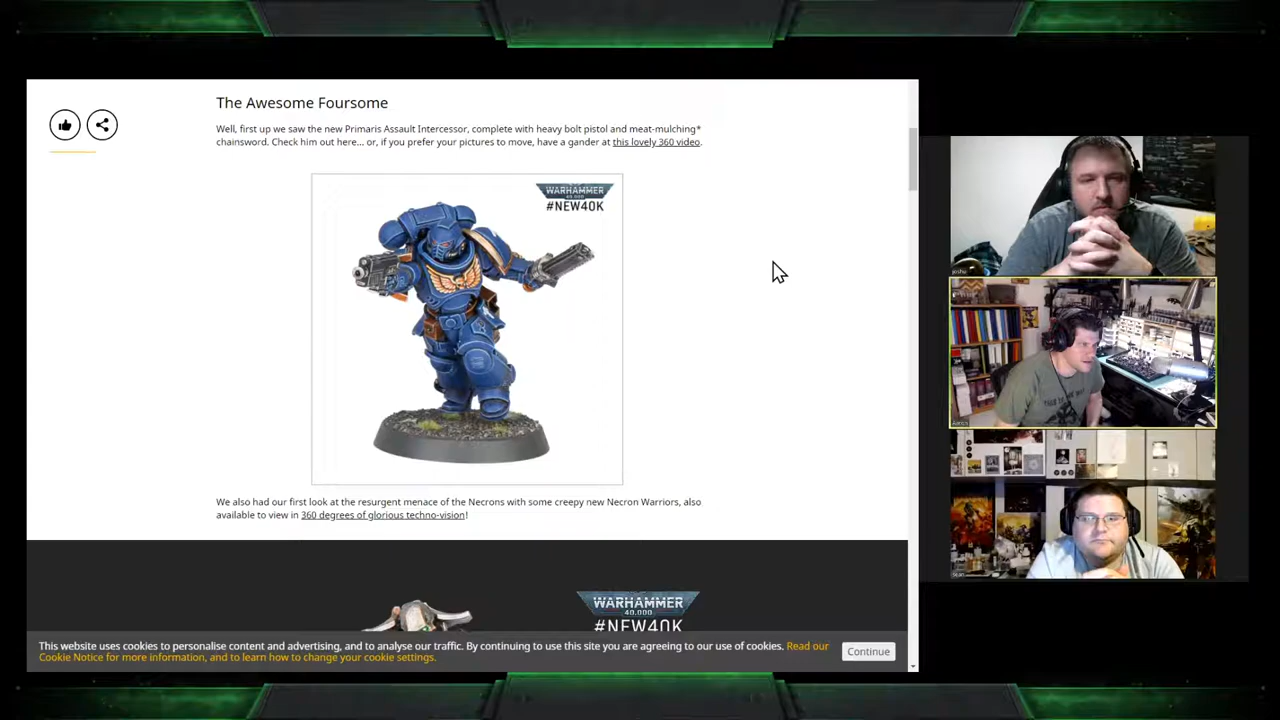 The Awesome Foursome
Well, first up we saw the new Primaris Assault Intercessor, complete with heavy bolt pistol and meat-mulching*
chainsword. Check him out here... or, if you prefer your pictures to move, have a gander at this lovely 360 video.
WARHAMMER
40,000
#NEW40K
We also had our first look at the resurgent menace of the Necrons with some creepy new Necron Warriors, also
available to view in 360 degrees of glorious techno-vision!
WARHAMMER
40,000
#NEW40K
This website uses cookies to personalise content and advertising, and to analyse our traffic. By continuing to use this site you are agreeing to our use of cookies. Read our
Cookie Notice for more information, and to learn how to change your cookie settings.
Continue